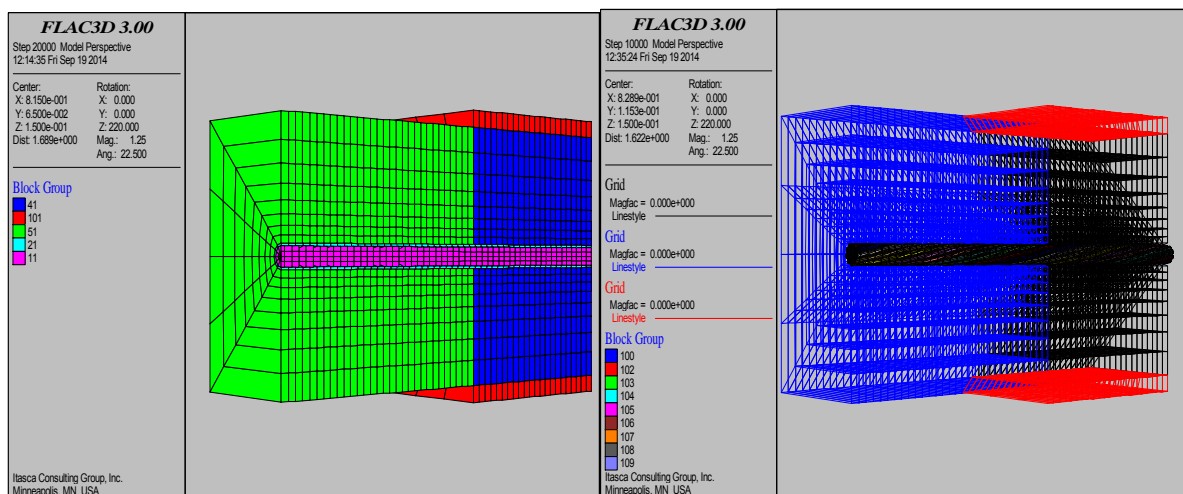 FLAC3D 3.00
Step 20000 Model Perspective
12:14:35 Fri Sep 19 2014
Center:
X: 8.150e-001
Y: 6.500e-002
Z: 1.500e-001
Dist: 1.689e+000
Rotation:
X: 0.000
Y: 0.000
Z: 220.000
Mag.: 1.25
Ang.: 22.500
Block Group
41
101
51
21
11
Itasca Consulting Group, Inc.
Minneapolis, MN USA
FLAC3D 3.00
Step 10000 Model Perspective
12:35:24 Fri Sep 19 2014
Center:
X: 8.289e-001
Y: 1.153e-001
Z: 1.500e-001
Dist: 1.622e+000
Rotation:
X: 0.000
Y: 0.000
Z: 220.000
Mag.: 1.25
Ang.: 22.500
Grid
Magfac = 0.000e+000
Linestyle
Grid
Magfac = 0.000e+000
Linestyle
Grid
Magfac = 0.000e+000
Linestyle
Block Group
100
102
103
104
105
106
107
108
109
Itasca Consulting Group, Inc.
Minneapolis, MN USA